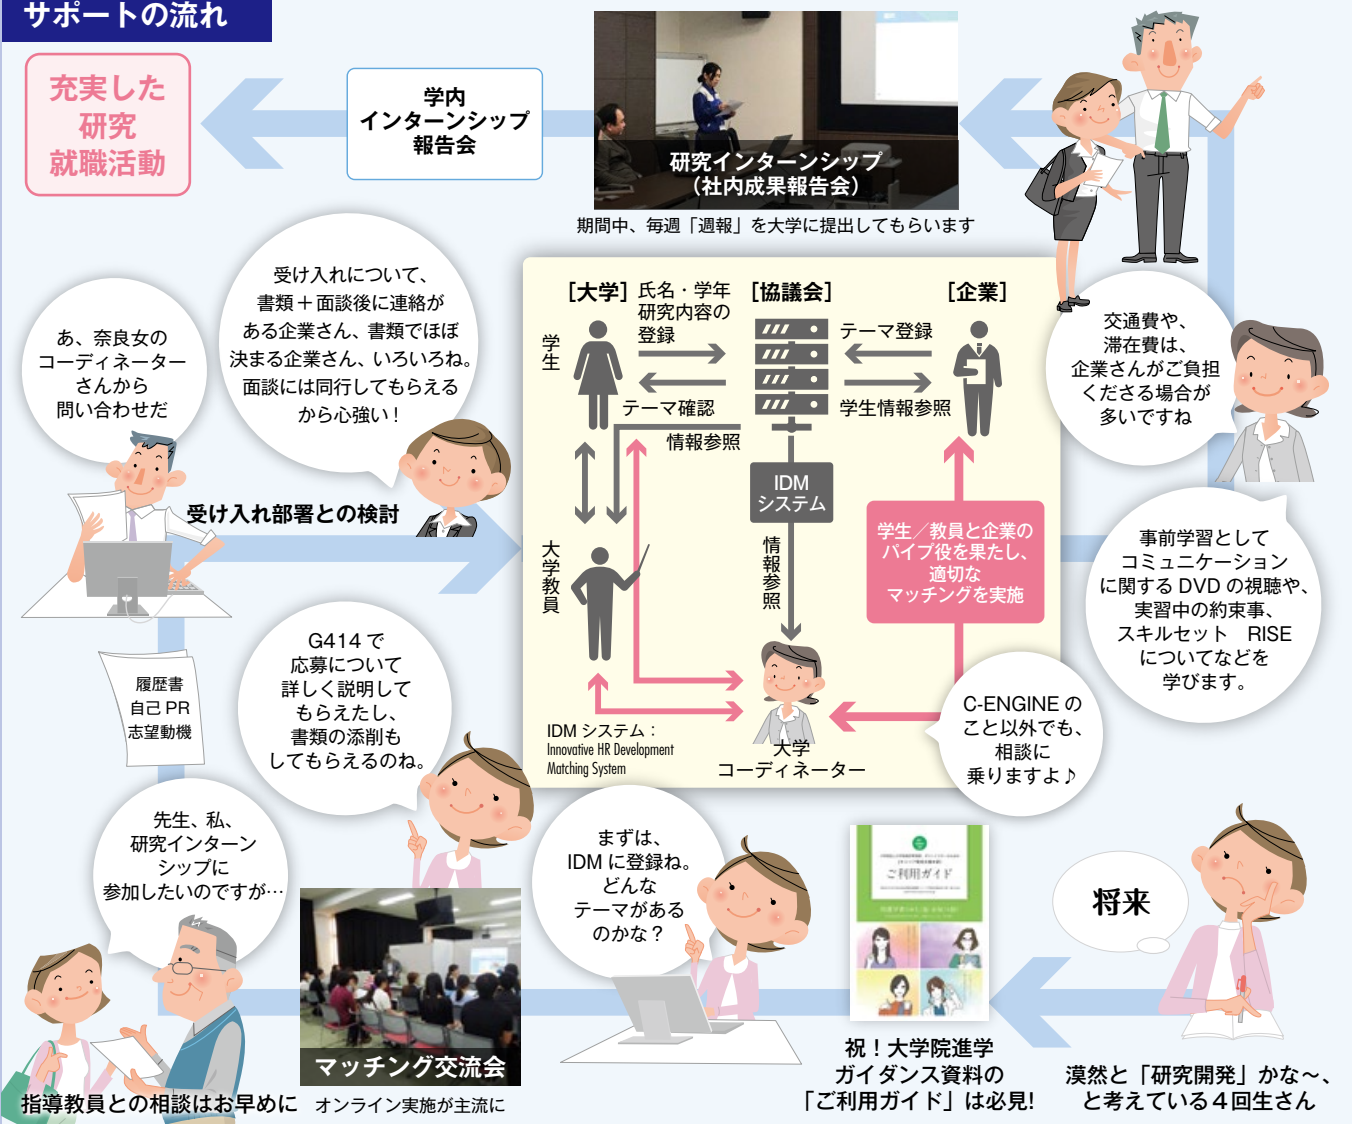 サポートの流れ
充実した
研究
就職活動
学内
インターンシップ
報告会
研究インターンシップ
（社内成果報告会）
期間中、毎週「週報」を大学に提出してもらいます
あ、奈良女の
コーディネーター
さんから
問い合わせだ
受け入れについて、
書類＋面談後に連絡が
ある企業さん、書類でほぼ
決まる企業さん、いろいろね。
面談には同行してもらえる
から心強い！
受け入れ部署との検討
［大学］
氏名・学年
研究内容の
登録
［協議会］
［企業］
学生
テーマ登録
テーマ確認
学生情報参照
情報参照
IDM
システム
情報参照
大学教員
学生／教員と企業の
パイプ役を果たし、
適切な
マッチングを実施
IDM システム：
Innovative HR Development
Matching System
大学
コーディネーター
交通費や、
滞在費は、
企業さんがご負担
くださる場合が
多いですね
事前学習として
コミュニケーション
に関する DVD の視聴や、
実習中の約束事、
スキルセット　RISE
についてなどを
学びます。
C-ENGINE の
こと以外でも、
相談に
乗りますよ♪
履歴書
自己 PR
志望動機
G414 で
応募について
詳しく説明して
もらえたし、
書類の添削も
してもらえるのね。
先生、私、
研究インターン
シップに
参加したいのですが…
指導教員との相談はお早めに
マッチング交流会
オンライン実施が主流に
まずは、
IDM に登録ね。
どんな
テーマがある
のかな？
ご利用ガイド
祝！大学院進学
ガイダンス資料の
「ご利用ガイド」は必見!
将来
漠然と「研究開発」かな〜、
と考えている４回生さん